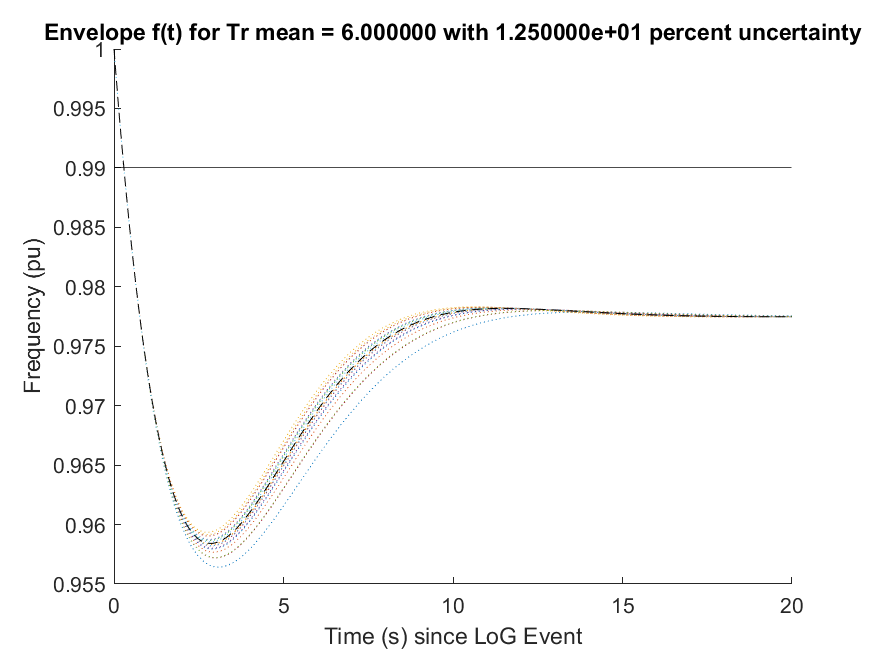 Envelope f(t) for Tr mean = 6.000000 with 1.250000e+01 percent uncertainty
1
0.995
0.99
0.985
0.98
0.975
0.97
0.965
0.96
0.955
Frequency (pu)
0 5 10 15 20
Time (s) since LoG Event